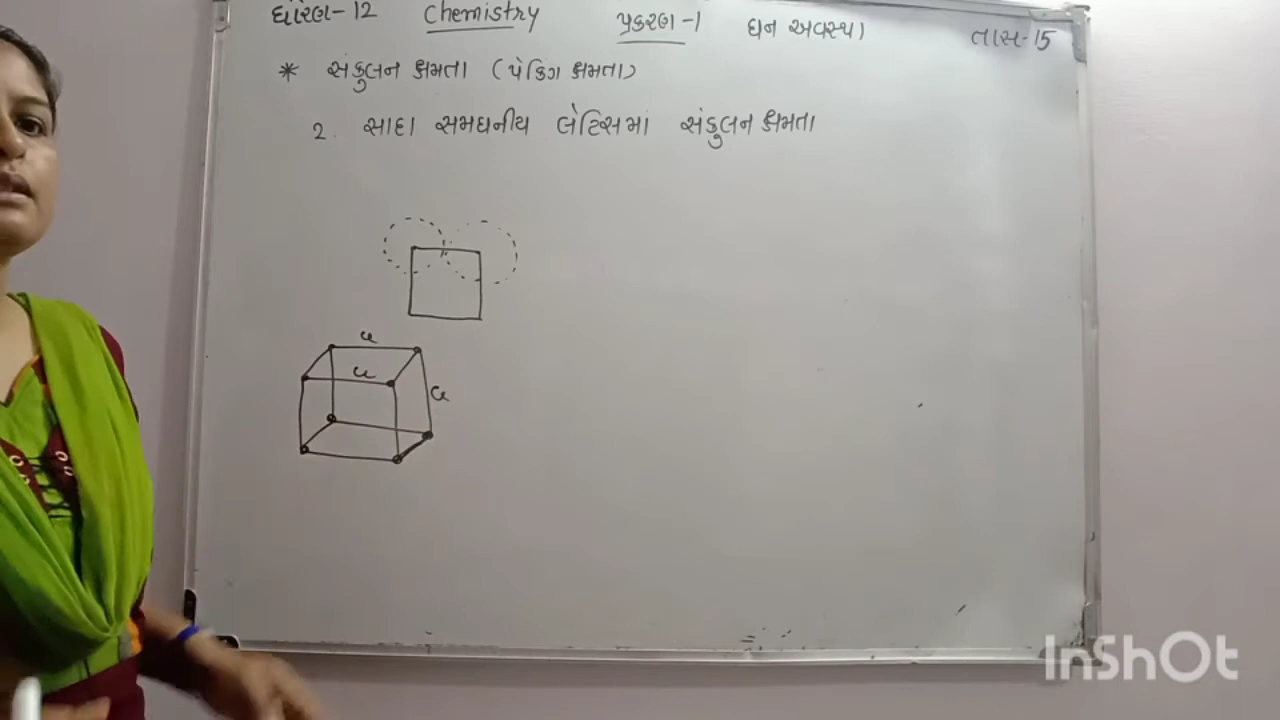 ધોરણ-12 Chemistry પ્રકરણ-1 ઘન અવસ્થા તાસ-15
* સંકુલન ક્ષમતા (પેકિંગ ક્ષમતા)
2. સાદા સમઘનીય લેટિસમાં સંકુલન ક્ષમતા
a
a
a
InShOt